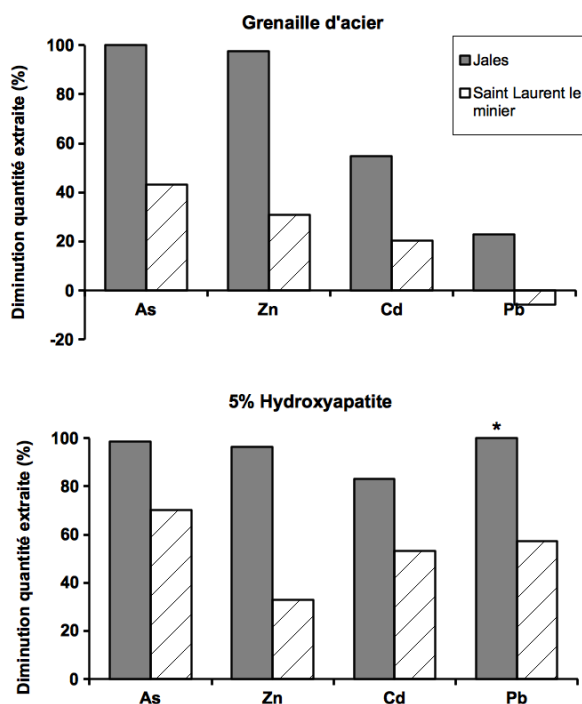 Grenaille d'acier
Diminution quantité extraite (%)
100
80
60
40
20
0
-20
As Zn Cd Pb
Jales
Saint Laurent le
minier
5% Hydroxyapatite
Diminution quantité extraite (%)
100
80
60
40
20
0
*
As Zn Cd Pb